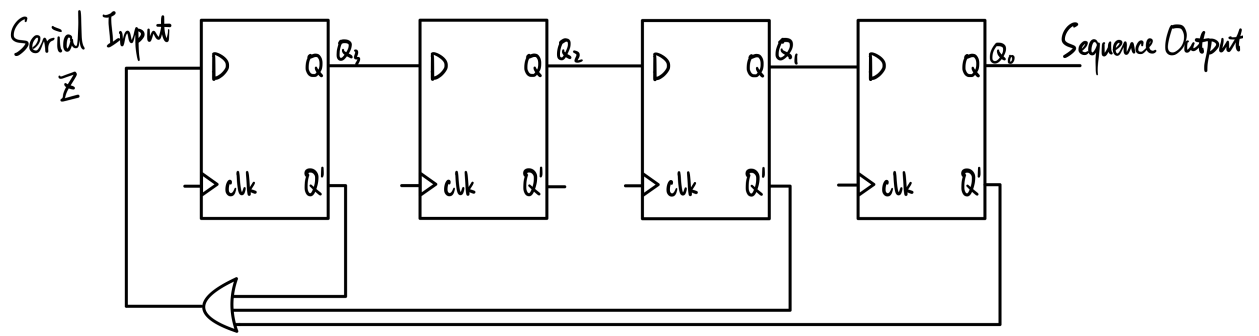 Serial Input
Z
D Q Q₃
clk Q'
D Q Q₂
clk Q'
D Q Q₁
clk Q'
D Q Q₀
clk Q'
Sequence Output